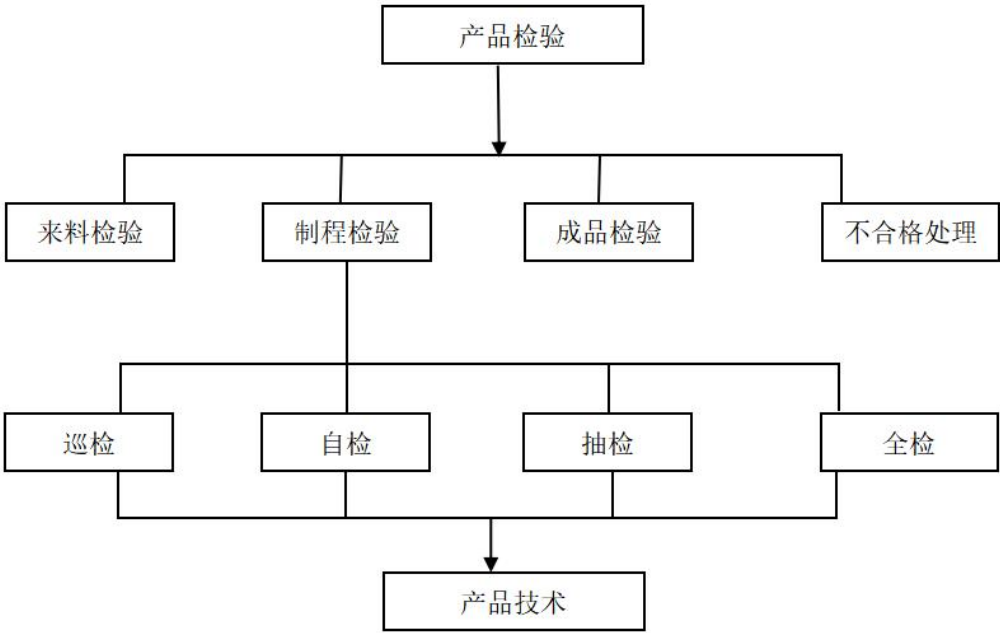 产品检验
来料检验
制程检验
成品检验
不合格处理
巡检
自检
抽检
全检
产品技术